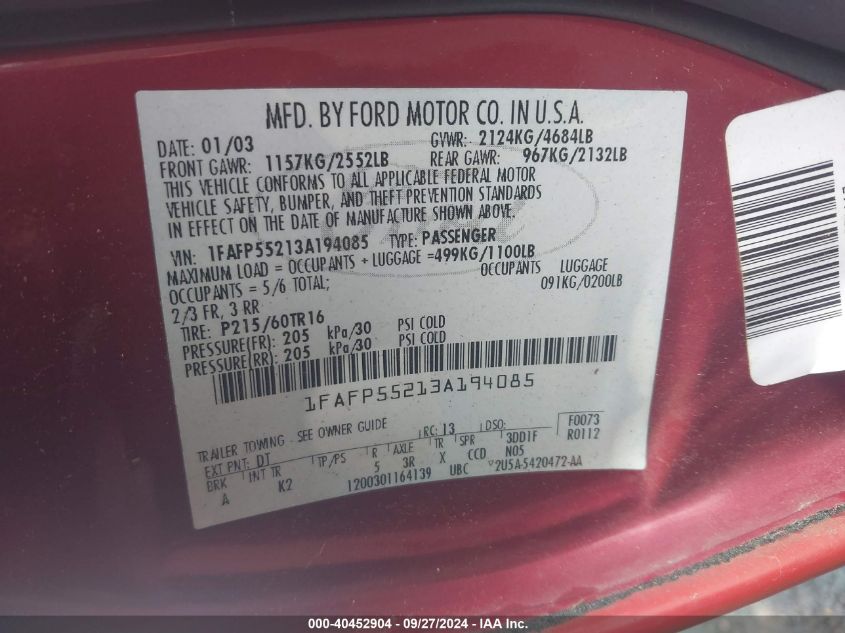 MFD. BY FORD MOTOR CO. IN U.S.A.
DATE: 01/03 GVWR: 2124KG/4684LB
FRONT GAWR: 1157KG/2552LB REAR GAWR: 967KG/2132LB
THIS VEHICLE CONFORMS TO ALL APPLICABLE FEDERAL MOTOR
VEHICLE SAFETY, BUMPER, AND THEFT PREVENTION STANDARDS
IN EFFECT ON THE DATE OF MANUFACTURE SHOWN ABOVE.
VIN: 1FAFP55213A194085 TYPE: PASSENGER
MAXIMUM LOAD = OCCUPANTS + LUGGAGE =499KG/1100LB
OCCUPANTS = 5/6 TOTAL; OCCUPANTS LUGGAGE
2/3 FR, 3 RR 091KG/0200LB
TIRE: P215/60TR16
PRESSURE(FR): 205 kPa/30 PSI COLD
PRESSURE(RR): 205 kPa/30 PSI COLD
1FAFP55213A194085
TRAILER TOWING - SEE OWNER GUIDE
EXT PNT: DT RC: 13 DSO: F0073
BRK INT TR TP/PS R AXLE TR SPR 3DD1F R0112
A K2 5 3R X CCD N05
1200301164139 UBC 2U5A-5420472-AA
000-40452904 - 09/27/2024 - IAA Inc.